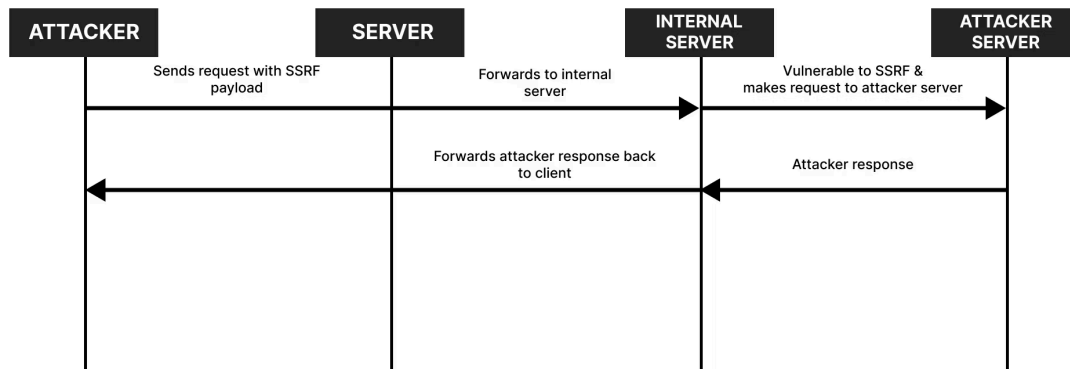 ATTACKER
SERVER
INTERNAL
SERVER
ATTACKER
SERVER
Sends request with SSRF
payload
Forwards to internal
server
Vulnerable to SSRF &
makes request to attacker server
Forwards attacker response back
to client
Attacker response